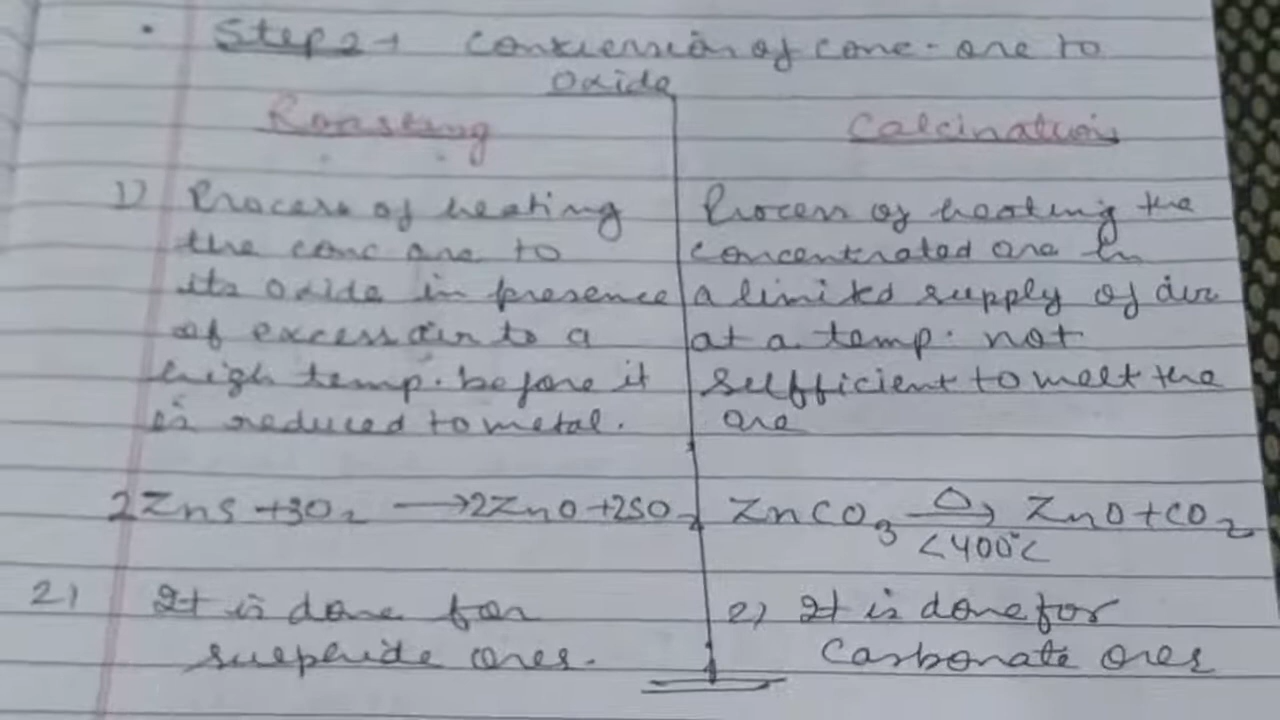 • Step 2 → Conversion of conc. ore to
oxide
Roasting
1) Process of heating
the conc ore to
its oxide in presence
of excess air to a
high temp. before it
is reduced to metal.
2ZnS + 3O2 → 2ZnO + 2SO2
2) It is done for
sulphide ores.
Calcination
Process of heating the
concentrated ore in
a limited supply of air
at a temp. not
sufficient to melt the
ore
ZnCO3 —Δ→ ZnO + CO2
<400°C
2) It is done for
Carbonate ores